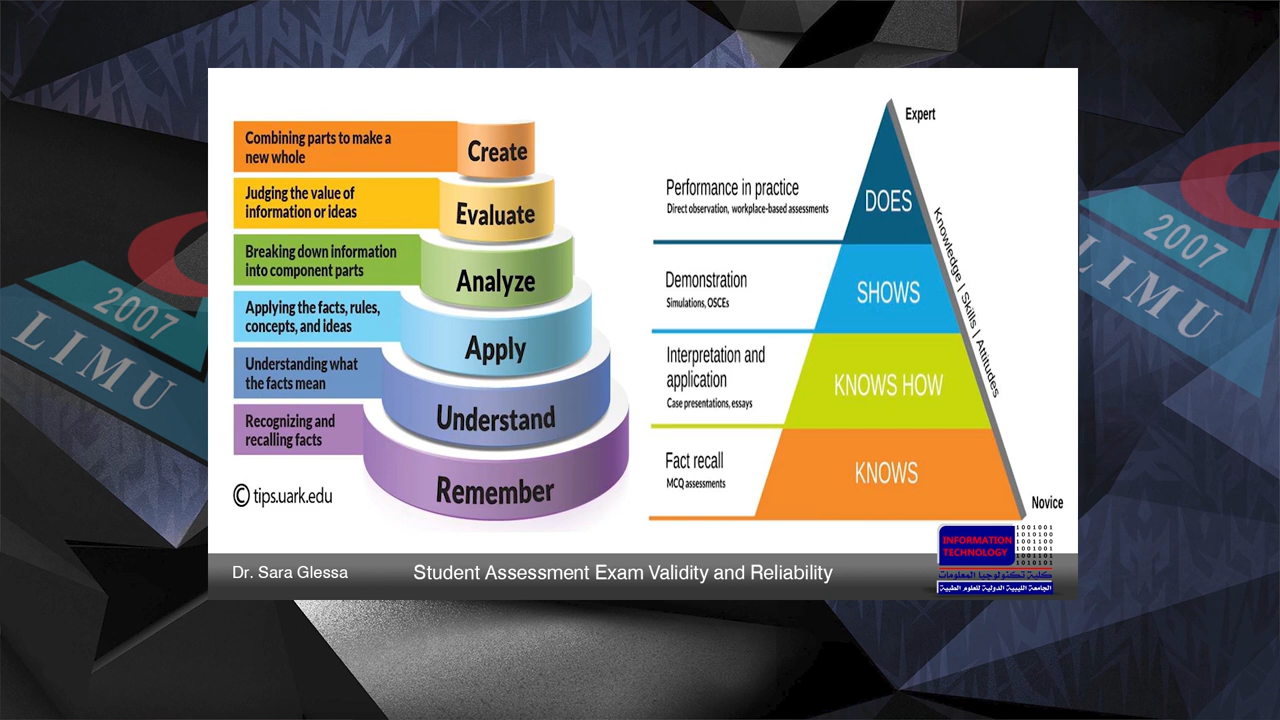 Combining parts to make a
new whole
Create
Judging the value of
information or ideas
Evaluate
Breaking down information
into component parts
Analyze
Applying the facts, rules,
concepts, and ideas
Apply
Understanding what
the facts mean
Understand
Recognizing and
recalling facts
Remember
© tips.uark.edu
Expert
Performance in practice
Direct observation, workplace-based assessments
DOES
Demonstration
Simulations, OSCEs
SHOWS
Interpretation and
application
Case presentations, essays
KNOWS HOW
Fact recall
MCQ assessments
KNOWS
Knowledge | Skills | Attitudes
Novice
Dr. Sara Glessa
Student Assessment Exam Validity and Reliability
INFORMATION
TECHNOLOGY
1001001
1010100
1001100
1001001
1010101
كلية تكنولوجيا المعلومات
الجامعة الليبية الدولية للعلوم الطبية
2007
LIMU
2007
LIMU